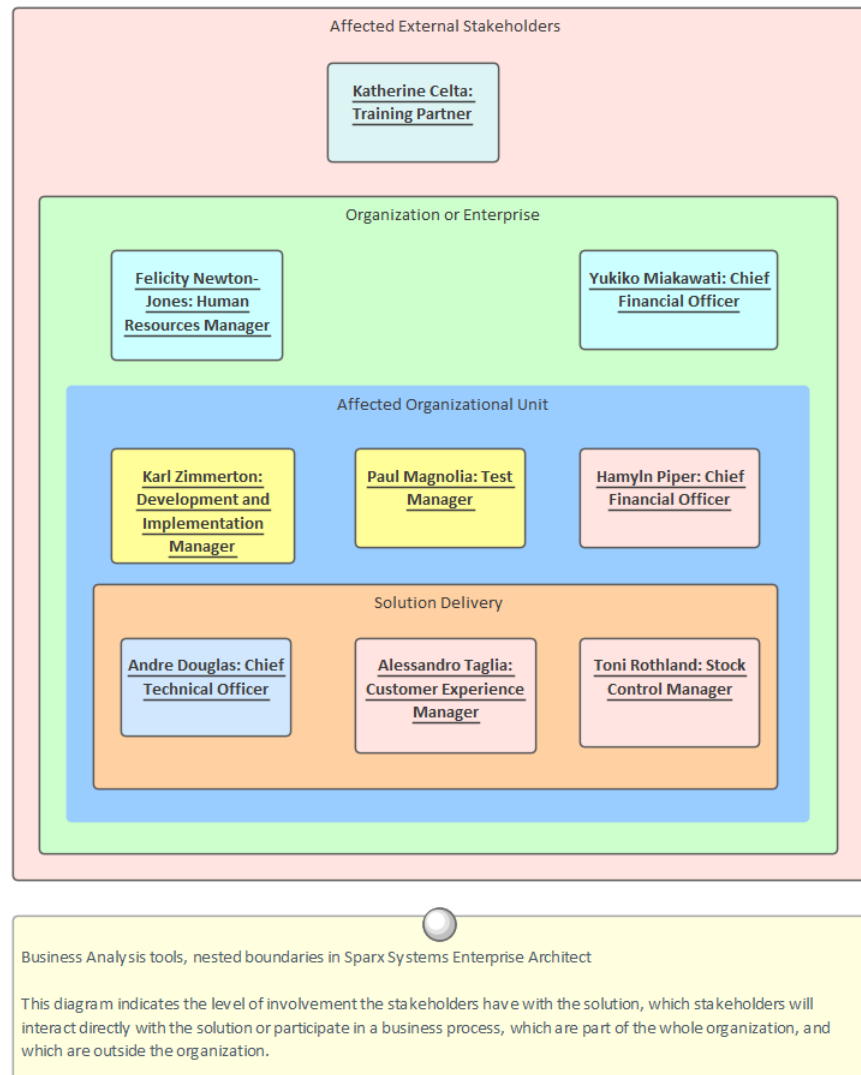 Affected External Stakeholders
Katherine Celta:
Training Partner
Organization or Enterprise
Felicity Newton-
Jones: Human
Resources Manager
Yukiko Miakawati: Chief
Financial Officer
Affected Organizational Unit
Karl Zimmerton:
Development and
Implementation
Manager
Paul Magnolia: Test
Manager
Hamyln Piper: Chief
Financial Officer
Solution Delivery
Andre Douglas: Chief
Technical Officer
Alessandro Taglia:
Customer Experience
Manager
Toni Rothland: Stock
Control Manager
Business Analysis tools, nested boundaries in Sparx Systems Enterprise Architect
This diagram indicates the level of involvement the stakeholders have with the solution, which stakeholders will
interact directly with the solution or participate in a business process, which are part of the whole organization, and
which are outside the organization.